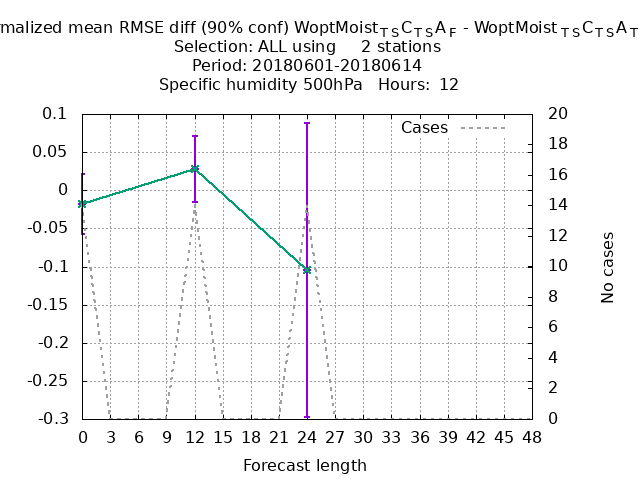 rmalized mean RMSE diff (90% conf) WoptMoist_TSC_TSA_F - WoptMoist_TSC_TSA_T
Selection: ALL using 2 stations
Period: 20180601-20180614
Specific humidity 500hPa Hours: 12
Cases
0.1
0.05
0
-0.05
-0.1
-0.15
-0.2
-0.25
-0.3
20
18
16
14
12
10
8
6
4
2
0
No cases
0 3 6 9 12 15 18 21 24 27 30 33 36 39 42 45 48
Forecast length